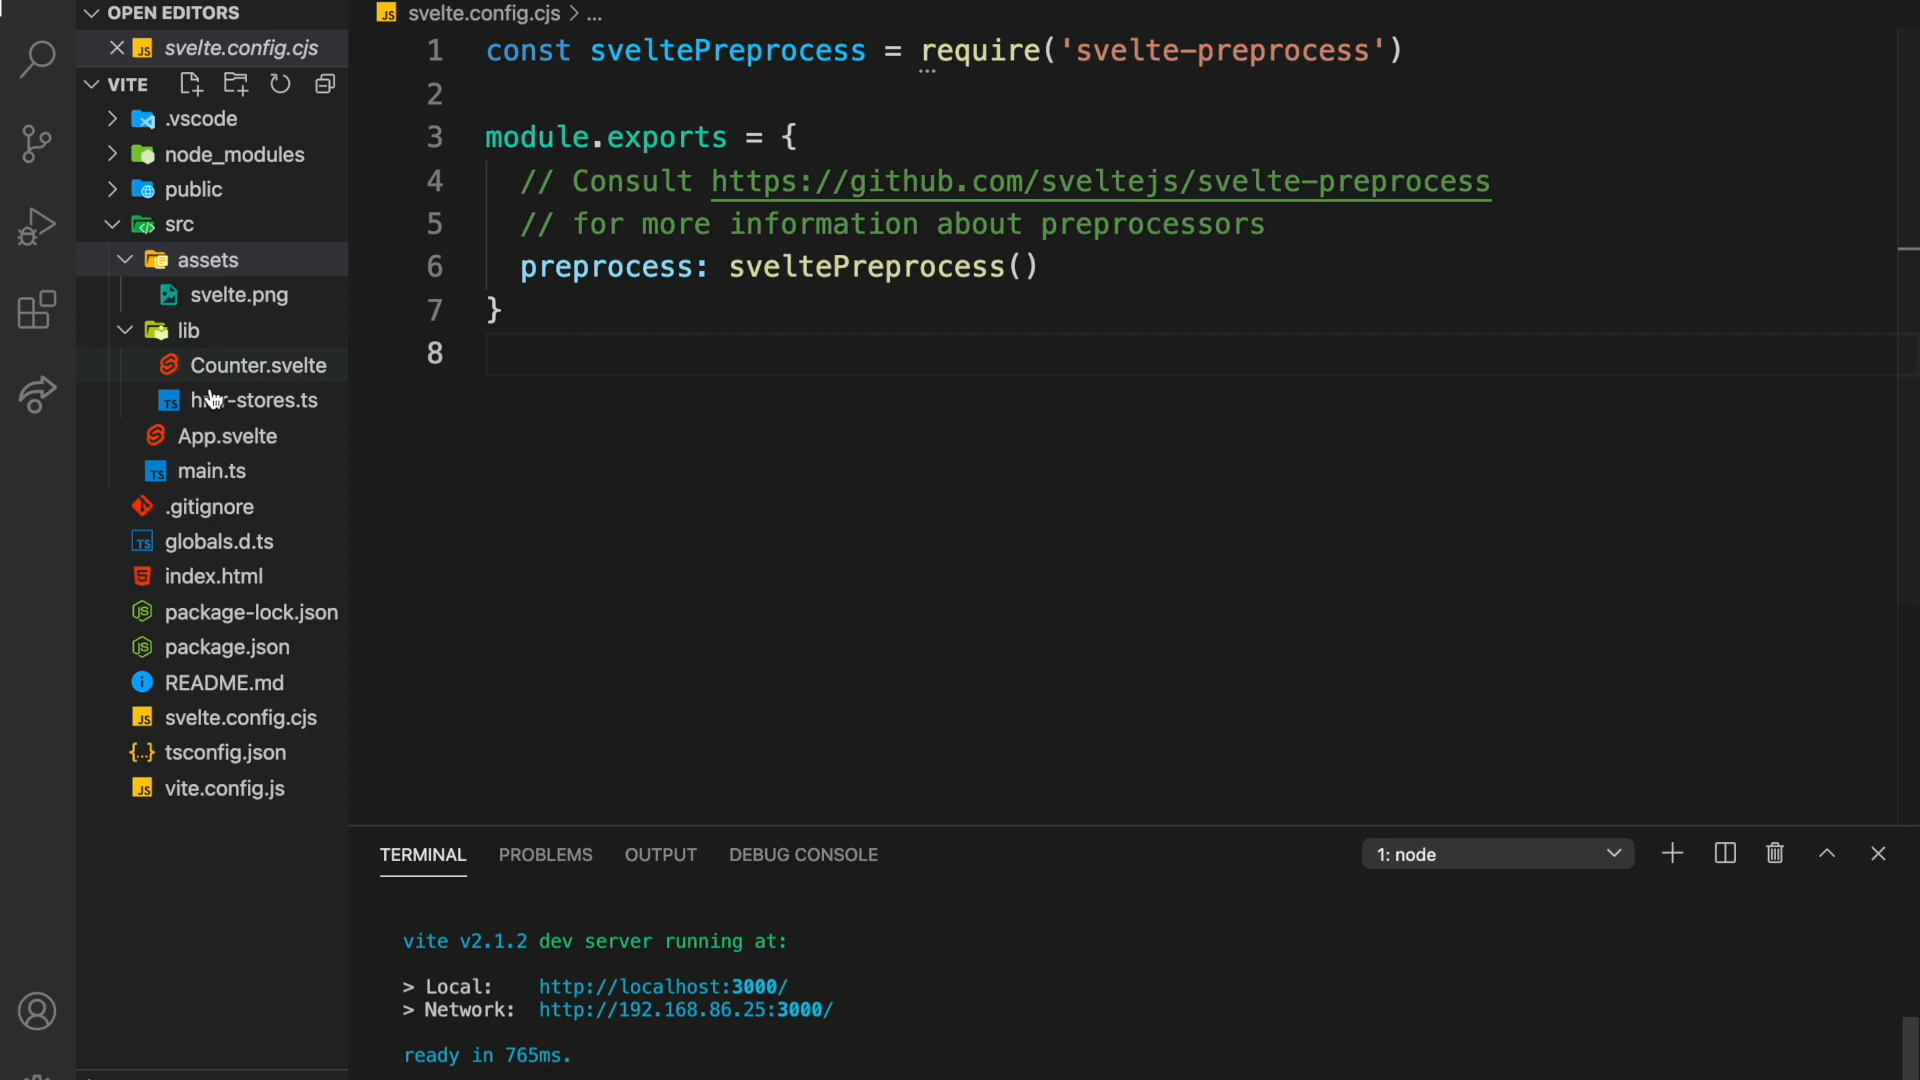 OPEN EDITORS
svelte.config.cjs
VITE
.vscode
node_modules
public
src
assets
svelte.png
lib
Counter.svelte
-stores.ts
App.svelte
main.ts
.gitignore
globals.d.ts
index.html
package-lock.json
package.json
README.md
svelte.config.cjs
tsconfig.json
vite.config.js
svelte.config.cjs > ...
1 const sveltePreprocess = require('svelte-preprocess')
2
3 module.exports = {
4 // Consult https://github.com/sveltejs/svelte-preprocess
5 // for more information about preprocessors
6 preprocess: sveltePreprocess()
7 }
8
TERMINAL PROBLEMS OUTPUT DEBUG CONSOLE 1: node
vite v2.1.2 dev server running at:
> Local: http://localhost:3000/
> Network: http://192.168.86.25:3000/
ready in 765ms.